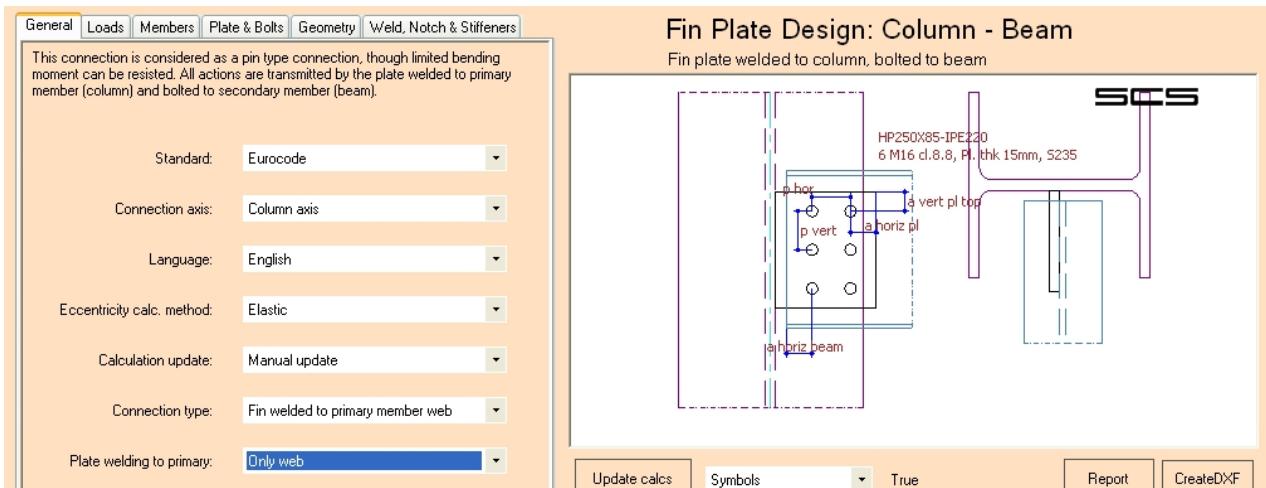 General Loads Members Plate & Bolts Geometry Weld, Notch & Stiffeners
This connection is considered as a pin type connection, though limited bending
moment can be resisted. All actions are transmitted by the plate welded to primary
member (column) and bolted to secondary member (beam).
Standard: Eurocode
Connection axis: Column axis
Language: English
Eccentricity calc. method: Elastic
Calculation update: Manual update
Connection type: Fin welded to primary member web
Plate welding to primary: Only web
Fin Plate Design: Column - Beam
Fin plate welded to column, bolted to beam
SCS
HP250X85-IPE220
6 M16 cl.8.8, Pl. thk 15mm, S235
p hor
a vert pl top
p vert
a horiz pl
a horiz beam
Update calcs Symbols True Report CreateDXF